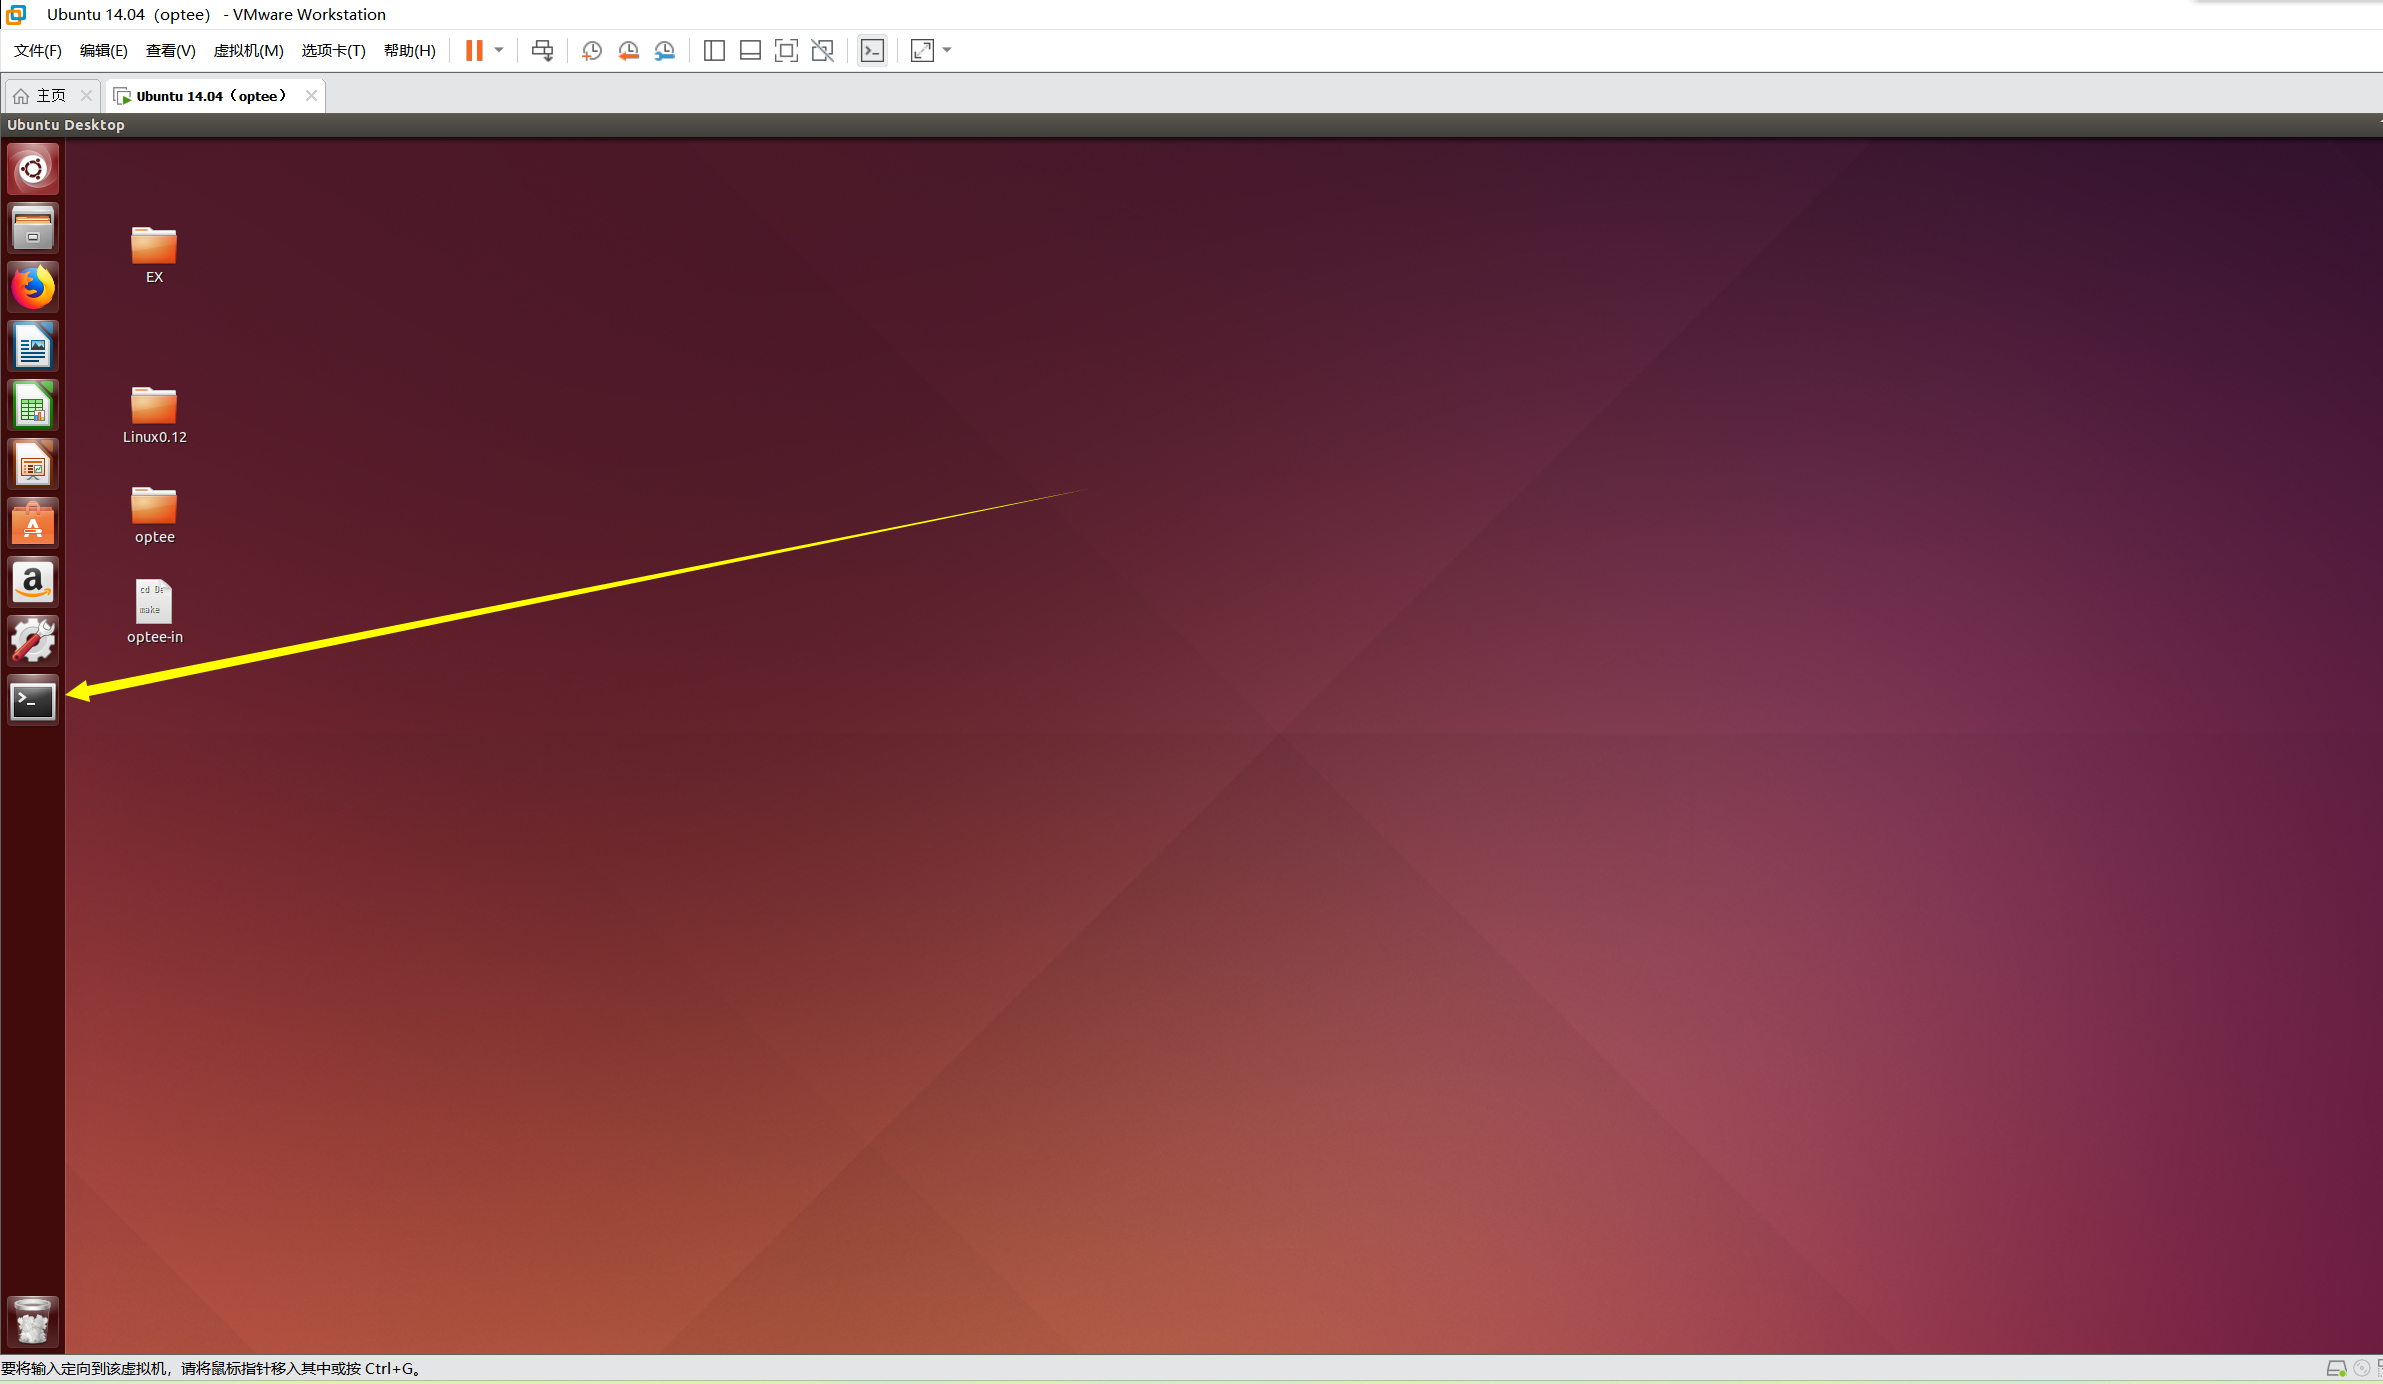 Ubuntu 14.04（optee） - VMware Workstation
文件(F) 编辑(E) 查看(V) 虚拟机(M) 选项卡(T) 帮助(H)
主页 Ubuntu 14.04（optee）
Ubuntu Desktop
EX
Linux0.12
optee
cd De
make
optee-in
要将输入定向到该虚拟机，请将鼠标指针移入其中或按 Ctrl+G。